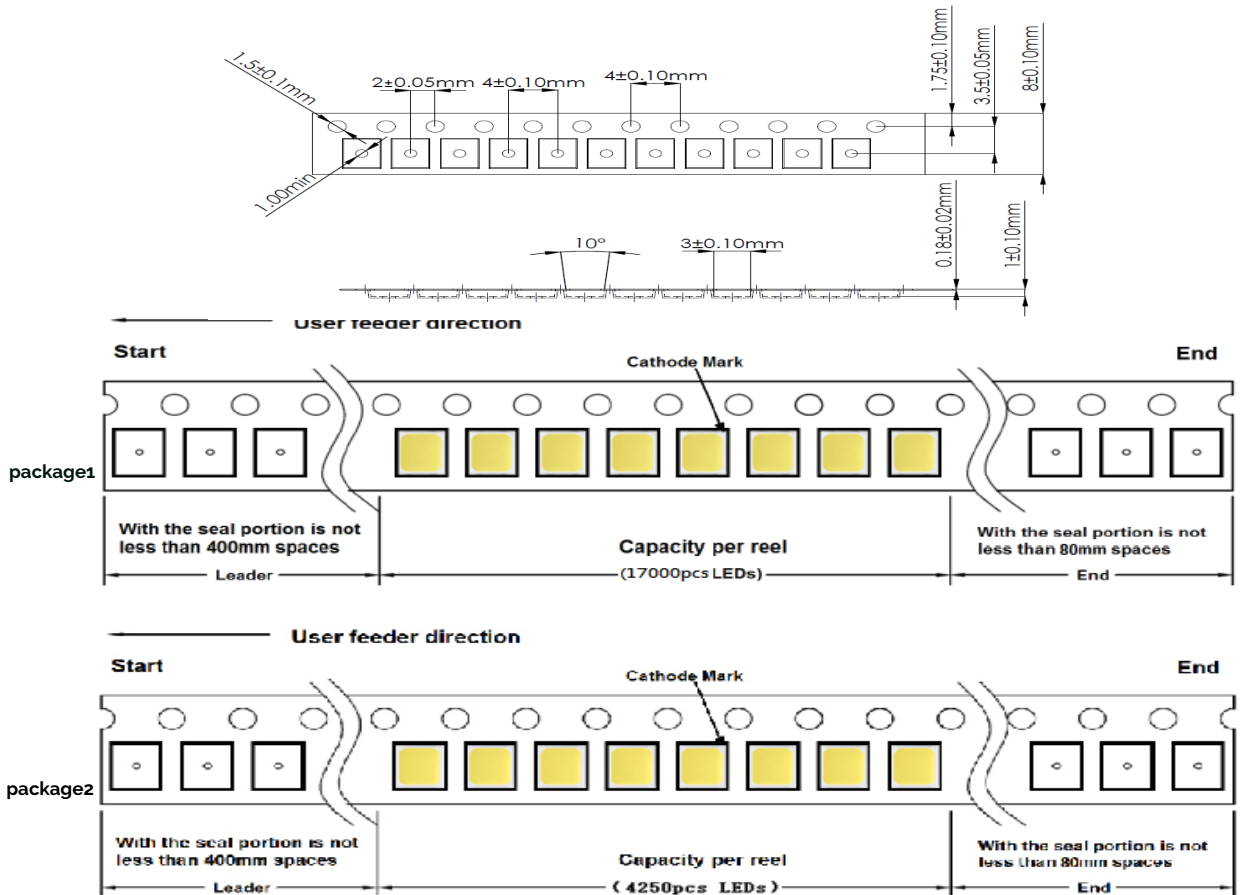 1.5±0.1mm
2±0.05mm
4±0.10mm
4±0.10mm
1.75±0.10mm
3.5±0.05mm
8±0.10mm
1.00min
10°
3±0.10mm
0.18±0.02mm
1±0.10mm
User feeder direction
Start
Cathode Mark
End
package1
With the seal portion is not
less than 400mm spaces
Capacity per reel
With the seal portion is not
less than 80mm spaces
Leader
(17000pcs LEDs)
End
User feeder direction
Start
Cathode Mark
End
package2
With the seal portion is not
less than 400mm spaces
Capacity per reel
With the seal portion is not
less than 80mm spaces
Leader
(4250pcs LEDs)
End